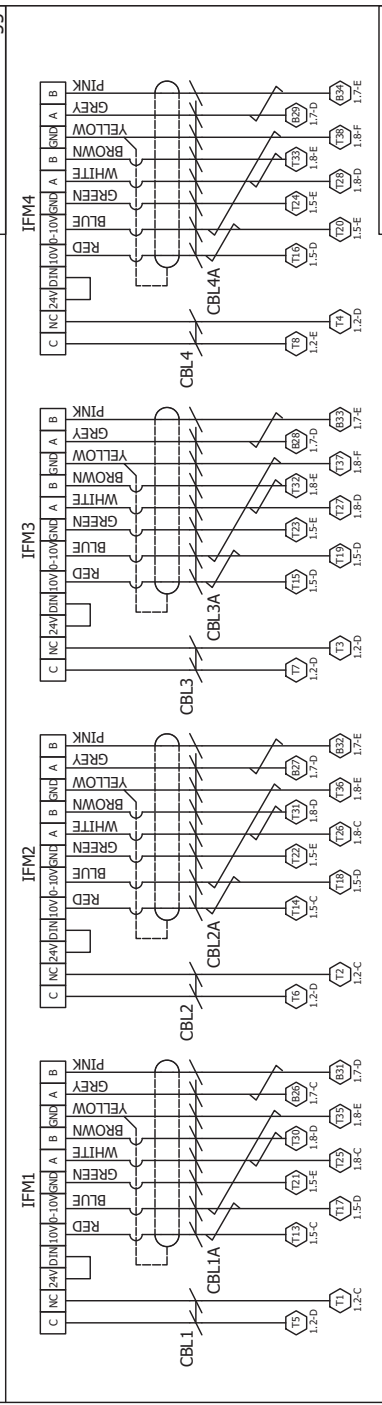 IFM1
C NC 24V DIN 10V 0-10V GND A B GND A B
RED
BLUE
GREEN
WHITE
BROWN
YELLOW
GREY
PINK
CBL1
CBL1A
T5
1.2-D
T1
1.2-C
T13
1.5-C
T17
1.5-D
T21
1.5-E
T25
1.8-C
T30
1.8-D
T35
1.8-E
B26
1.7-C
B31
1.7-D
IFM2
C NC 24V DIN 10V 0-10V GND A B GND A B
RED
BLUE
GREEN
WHITE
BROWN
YELLOW
GREY
PINK
CBL2
CBL2A
T6
1.2-D
T2
1.2-C
T14
1.5-C
T18
1.5-D
T22
1.5-E
T26
1.8-C
T31
1.8-D
T36
1.8-E
B27
1.7-D
B32
1.7-E
IFM3
C NC 24V DIN 10V 0-10V GND A B GND A B
RED
BLUE
GREEN
WHITE
BROWN
YELLOW
GREY
PINK
CBL3
CBL3A
T7
1.2-D
T3
1.2-D
T15
1.5-D
T19
1.5-D
T23
1.5-E
T27
1.8-D
T32
1.8-E
T37
1.8-F
B28
1.7-D
B33
1.7-E
IFM4
C NC 24V DIN 10V 0-10V GND A B GND A B
RED
BLUE
GREEN
WHITE
BROWN
YELLOW
GREY
PINK
CBL4
CBL4A
T8
1.2-E
T4
1.2-D
T16
1.5-D
T20
1.5-E
T24
1.5-E
T28
1.8-D
T33
1.8-E
T38
1.8-F
B29
1.7-D
B34
1.7-E